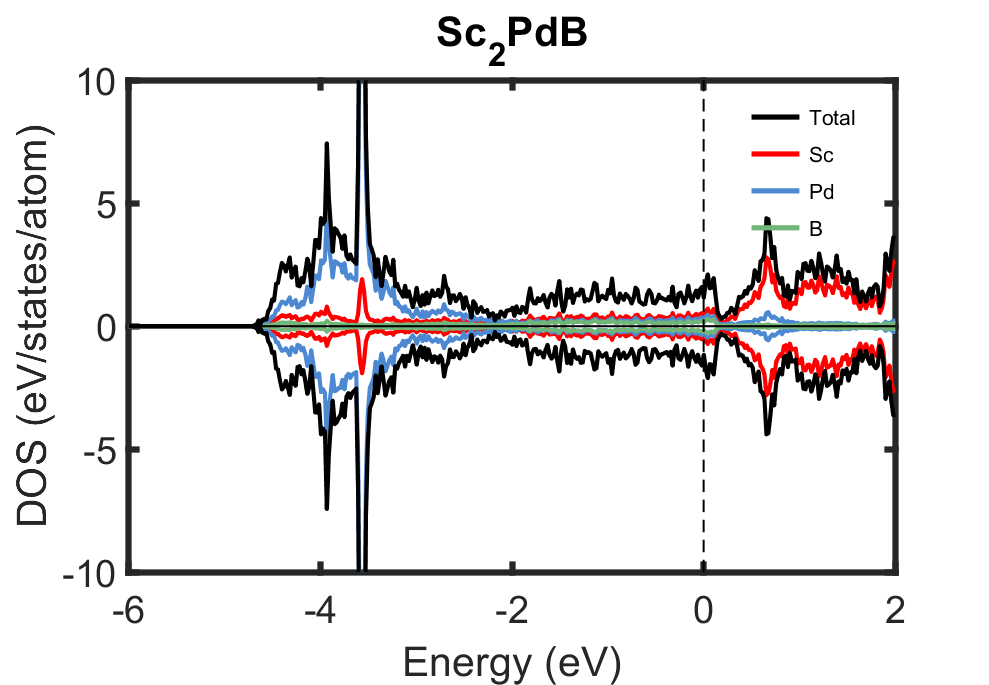 Sc₂PdB
10
5
0
-5
-10
DOS (eV/states/atom)
Total
Sc
Pd
B
-6 -4 -2 0 2
Energy (eV)